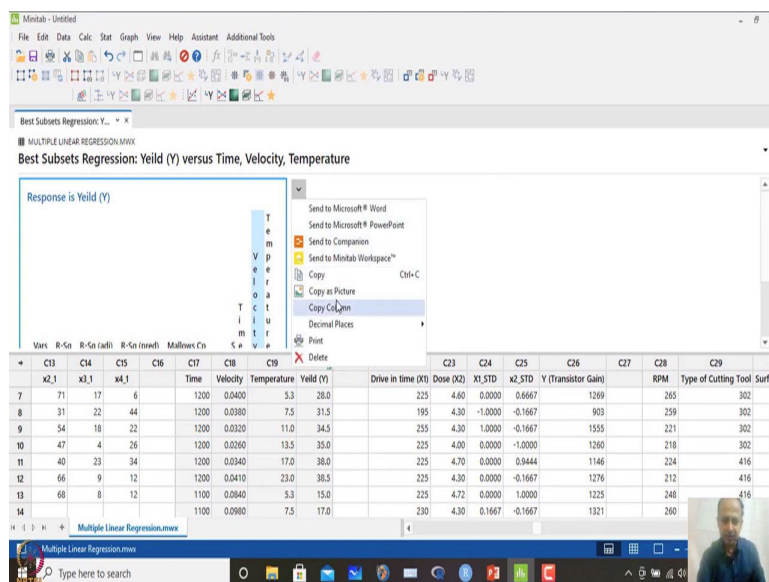 Minitab - Untitled
File Edit Data Calc Stat Graph View Help Assistant Additional Tools
Best Subsets Regression: Y...
MULTIPLE LINEAR REGRESSION.MWX
Best Subsets Regression: Yeild (Y) versus Time, Velocity, Temperature
Response is Yeild (Y)
Send to Microsoft® Word
Send to Microsoft® PowerPoint
Send to Companion
Send to Minitab Workspace™
Copy Ctrl+C
Copy as Picture
Copy Column
Decimal Places
Print
Delete
Vars R-Sq R-Sq (adj) R-Sq (pred) Mallows Cp
C13 C14 C15 C16 C17 C18 C19 C23 C24 C25 C26 C27 C28 C29
x2_1 x3_1 x4_1 Time Velocity Temperature Yeild (Y) Drive in time (X1) Dose (X2) X1_STD x2_STD Y (Transistor Gain) RPM Type of Cutting Tool Surf
7 71 17 6 1200 0.0400 5.3 28.0 225 4.60 0.0000 0.6667 1269 265 302
8 31 22 44 1200 0.0380 7.5 31.5 195 4.30 -1.0000 -0.1667 903 259 302
9 54 18 22 1200 0.0320 11.0 34.5 255 4.30 1.0000 -0.1667 1555 221 302
10 47 4 26 1200 0.0260 13.5 35.0 225 4.00 0.0000 -1.0000 1260 218 302
11 40 23 34 1200 0.0340 17.0 38.0 225 4.70 0.0000 0.9444 1146 224 416
12 66 9 12 1200 0.0410 23.0 38.5 225 4.30 0.0000 -0.1667 1276 212 416
13 68 8 12 1100 0.0840 5.3 15.0 225 4.72 0.0000 1.0000 1225 248 416
14 1100 0.0980 7.5 17.0 230 4.30 0.1667 -0.1667 1321 260
Multiple Linear Regression.mwx
Multiple Linear Regression.mwx
Type here to search